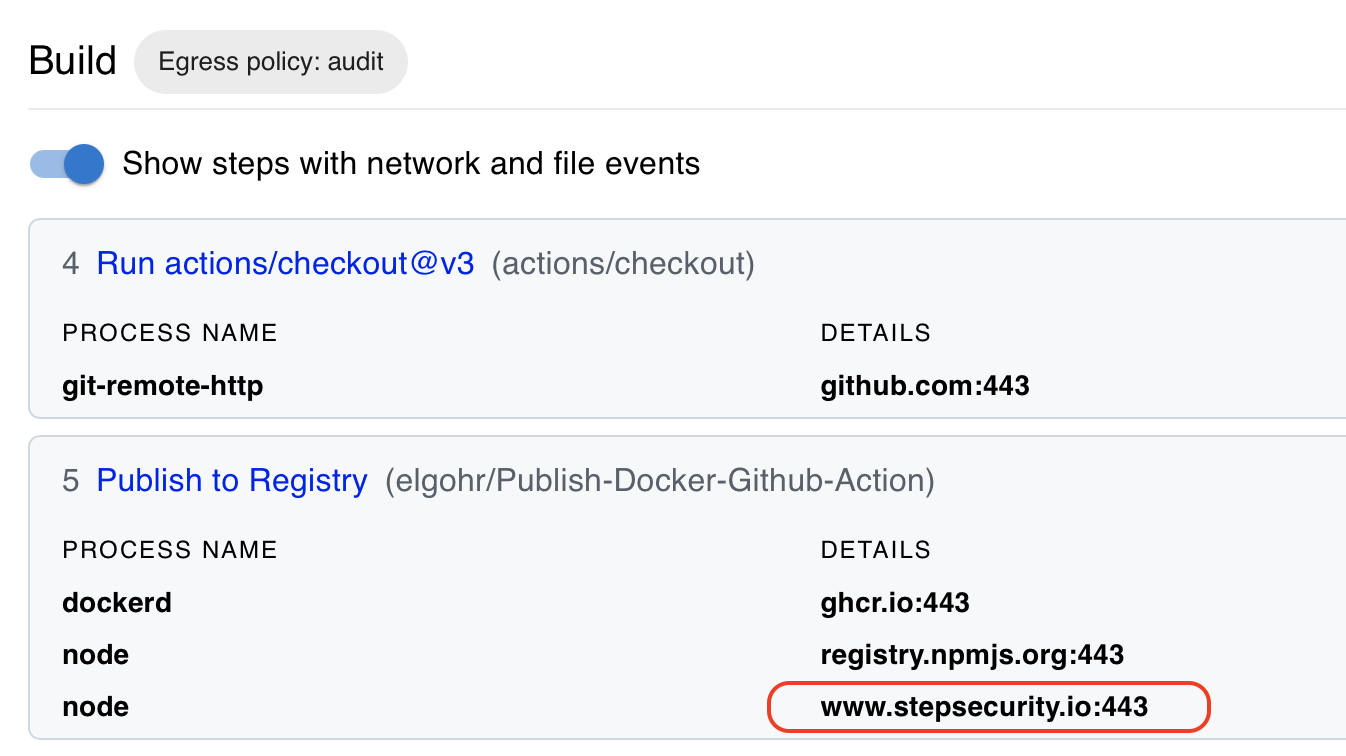 Build Egress policy: audit
Show steps with network and file events
4 Run actions/checkout@v3 (actions/checkout)
PROCESS NAME DETAILS
git-remote-http github.com:443
5 Publish to Registry (elgohr/Publish-Docker-Github-Action)
PROCESS NAME DETAILS
dockerd ghcr.io:443
node registry.npmjs.org:443
node www.stepsecurity.io:443